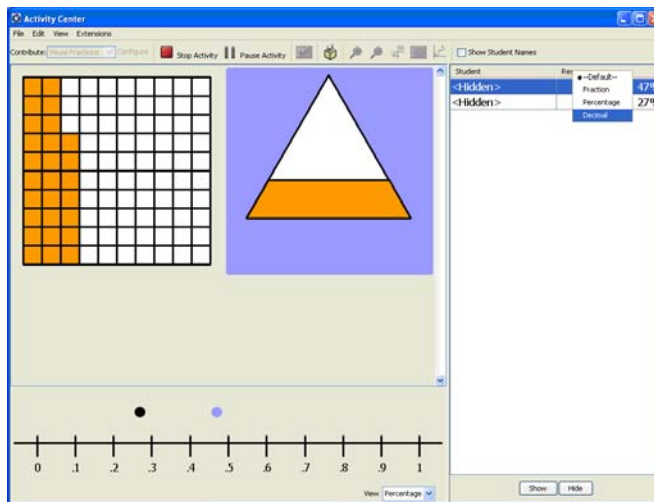 Activity Center
File Edit View Extensions
Contribute: Visual Fractions Configure Stop Activity Pause Activity Show Student Names
Student Res
--Default--
Fraction
Percentage
Decimal
<Hidden> 47%
<Hidden> 27%
0 .1 .2 .3 .4 .5 .6 .7 .8 .9 1
View Percentage
Show Hide